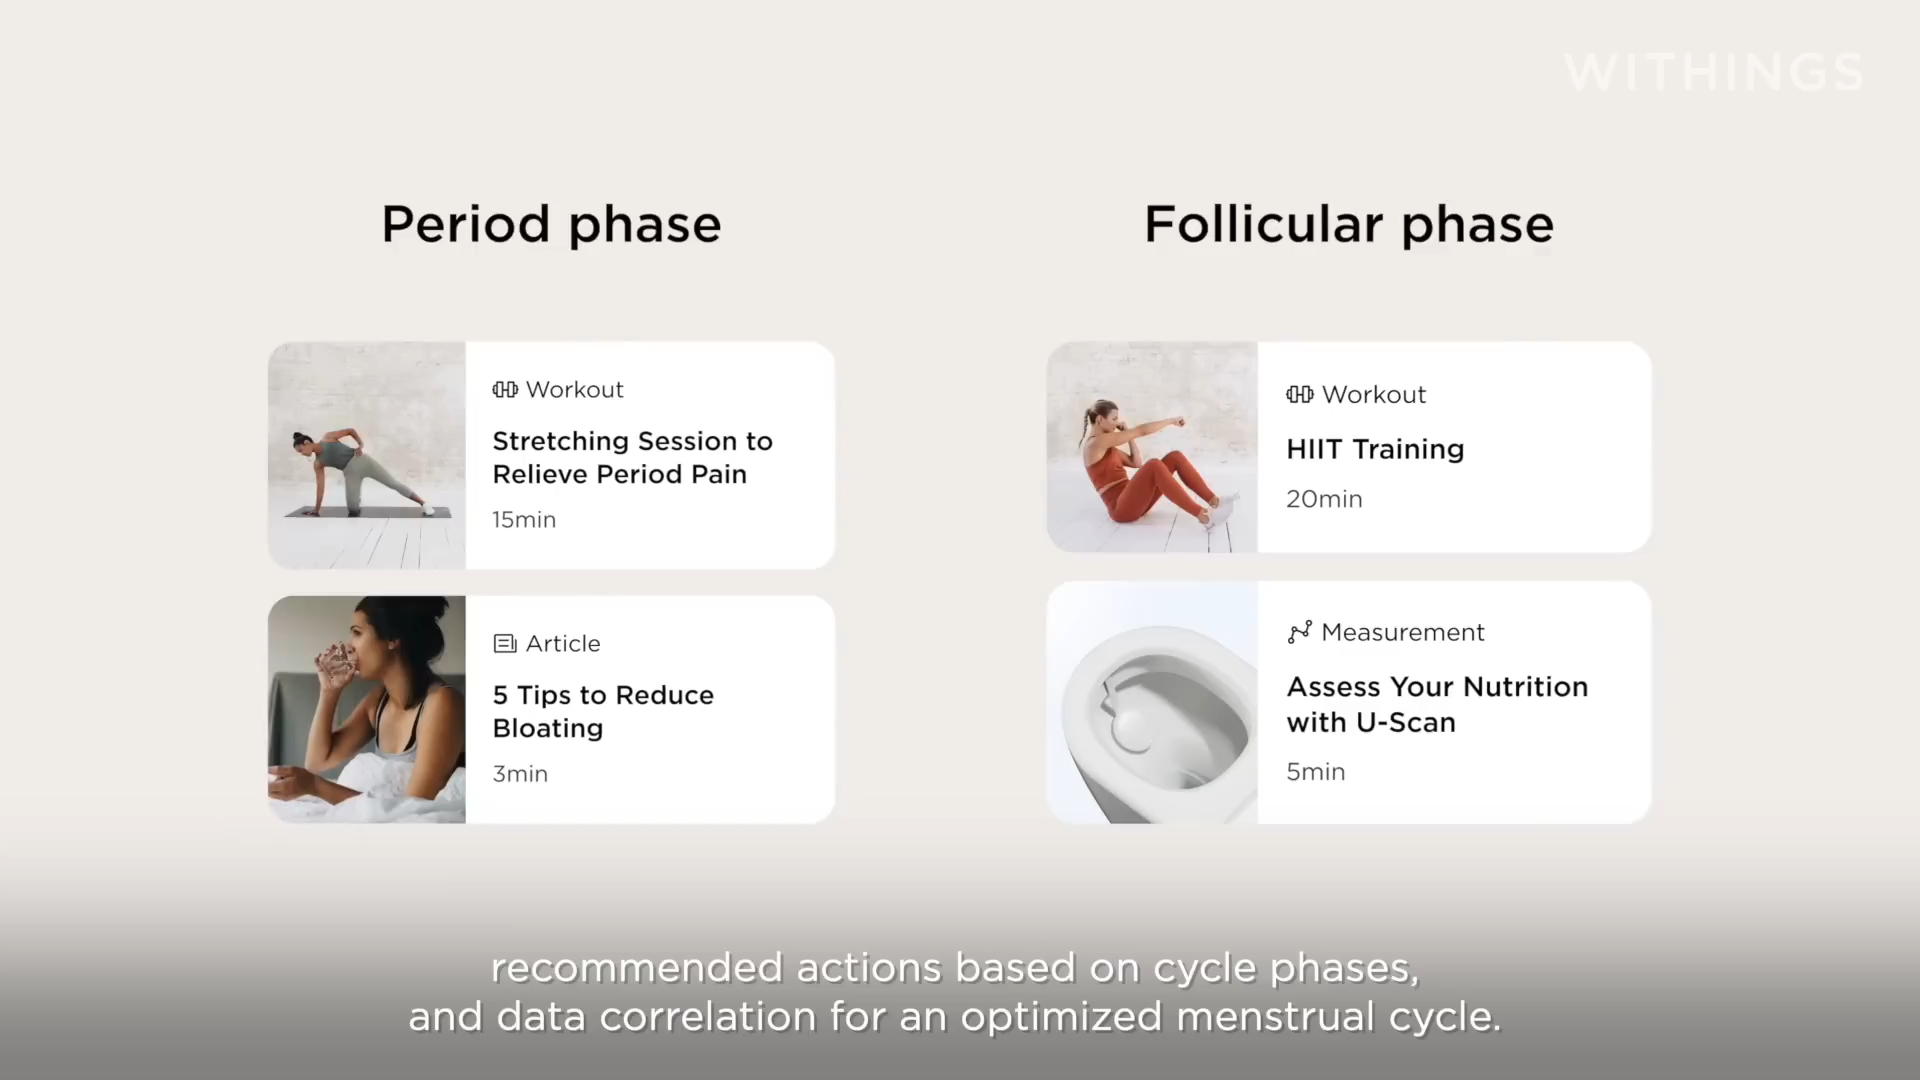 WITHINGS
Period phase
Workout
Stretching Session to
Relieve Period Pain
15min
Article
5 Tips to Reduce
Bloating
3min
Follicular phase
Workout
HIIT Training
20min
Measurement
Assess Your Nutrition
with U-Scan
5min
recommended actions based on cycle phases,
and data correlation for an optimized menstrual cycle.